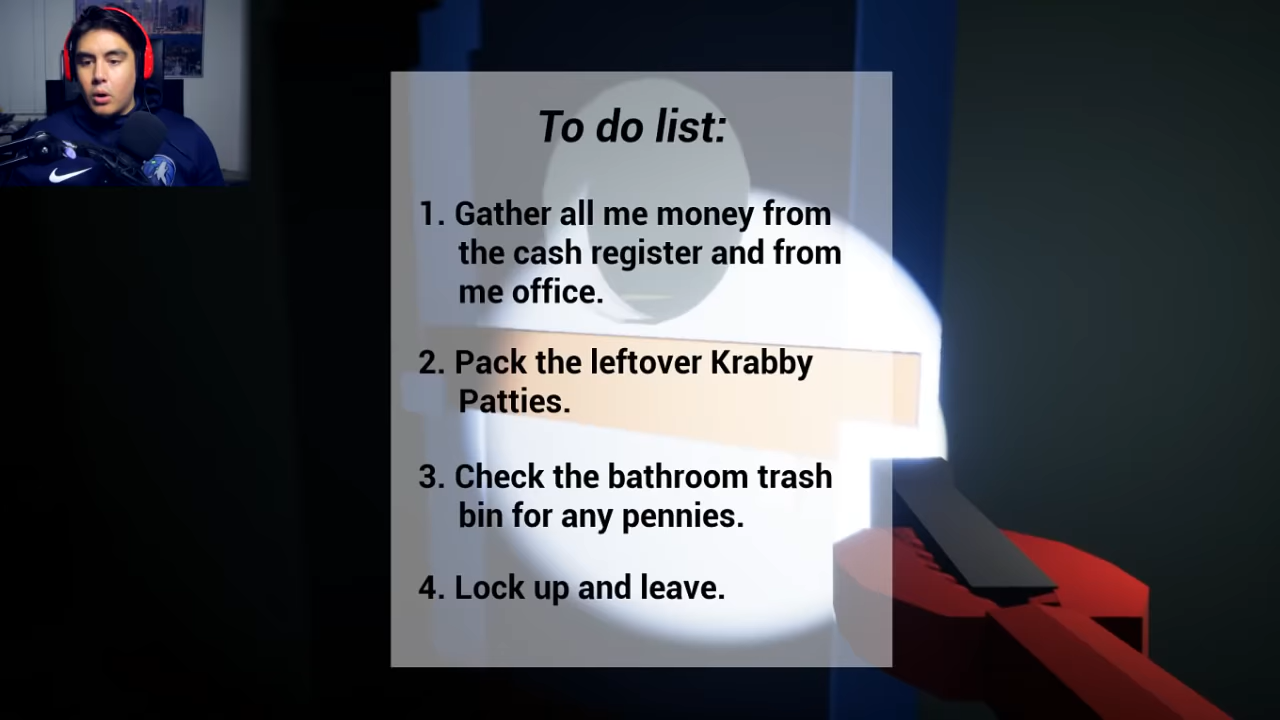 To do list:
1. Gather all me money from
the cash register and from
me office.
2. Pack the leftover Krabby
Patties.
3. Check the bathroom trash
bin for any pennies.
4. Lock up and leave.